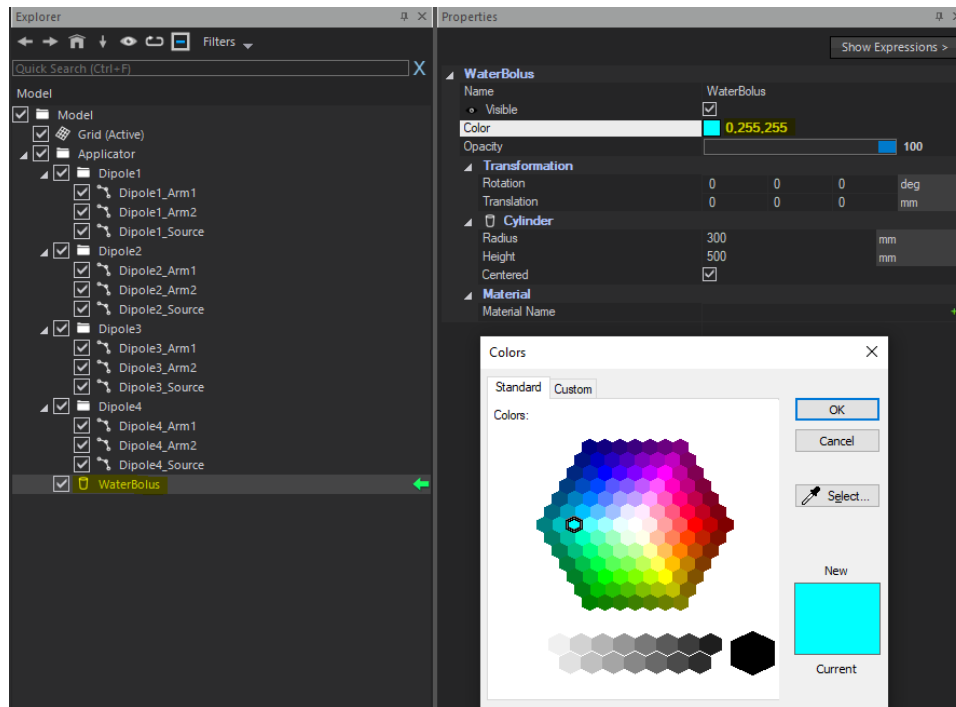 Explorer
Filters
Quick Search (Ctrl+F)
X
Model
Model
Grid (Active)
Applicator
Dipole1
Dipole1_Arm1
Dipole1_Arm2
Dipole1_Source
Dipole2
Dipole2_Arm1
Dipole2_Arm2
Dipole2_Source
Dipole3
Dipole3_Arm1
Dipole3_Arm2
Dipole3_Source
Dipole4
Dipole4_Arm1
Dipole4_Arm2
Dipole4_Source
WaterBolus
Properties
Show Expressions >
WaterBolus
Name WaterBolus
Visible
Color 0,255,255
Opacity 100
Transformation
Rotation 0 0 0 deg
Translation 0 0 0 mm
Cylinder
Radius 300 mm
Height 500 mm
Centered
Material
Material Name
Colors
Standard Custom
Colors:
OK
Cancel
Select...
New
Current